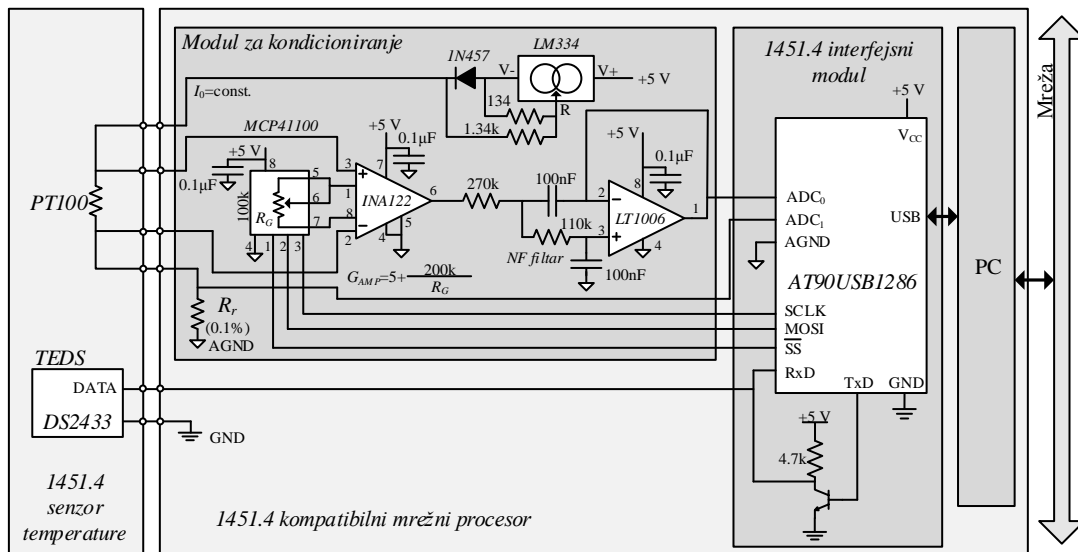 Modul za kondicioniranje
1N457
LM334
V-
V+
+5 V
134
R
1.34k
I0=const.
MCP41100
+5 V
8
0.1µF
100k
RG
5
6
7
4
1
2
3
+5 V
0.1µF
7
3
1
8
2
+
−
INA122
6
5
4
GAMP=5+ 200k
RG
270k
100nF
110k
NF filtar
100nF
+5 V
0.1µF
8
2
3
−
+
LT1006
1
4
PT100
Rr
(0.1%)
AGND
TEDS
DATA
DS2433
GND
1451.4
senzor
temperature
1451.4 kompatibilni mrežni procesor
1451.4 interfejsni
modul
+5 V
VCC
ADC0
ADC1
AGND
USB
AT90USB1286
SCLK
MOSI
SS
RxD
TxD
GND
+5 V
4.7k
PC
Mreža